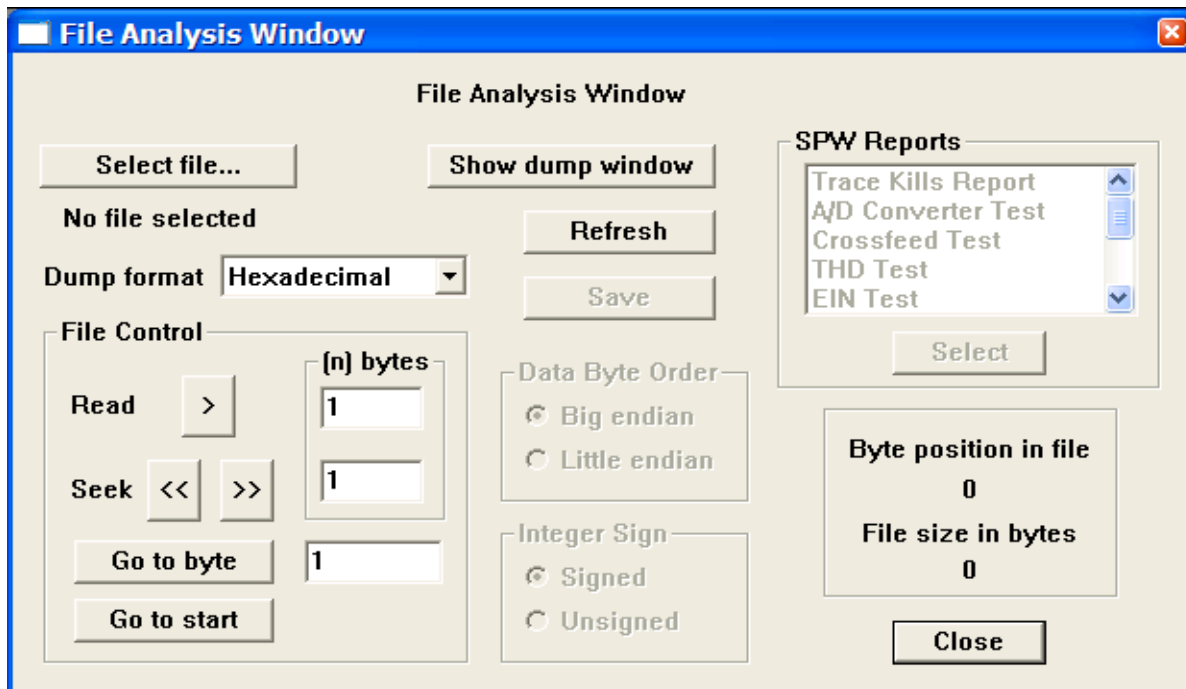 File Analysis Window
File Analysis Window
Select file...
Show dump window
No file selected
Refresh
Dump format Hexadecimal
Save
File Control
(n) bytes
Read > 1
Seek << >> 1
Go to byte 1
Go to start
Data Byte Order
Big endian
Little endian
Integer Sign
Signed
Unsigned
SPW Reports
Trace Kills Report
A/D Converter Test
Crossfeed Test
THD Test
EIN Test
Select
Byte position in file
0
File size in bytes
0
Close